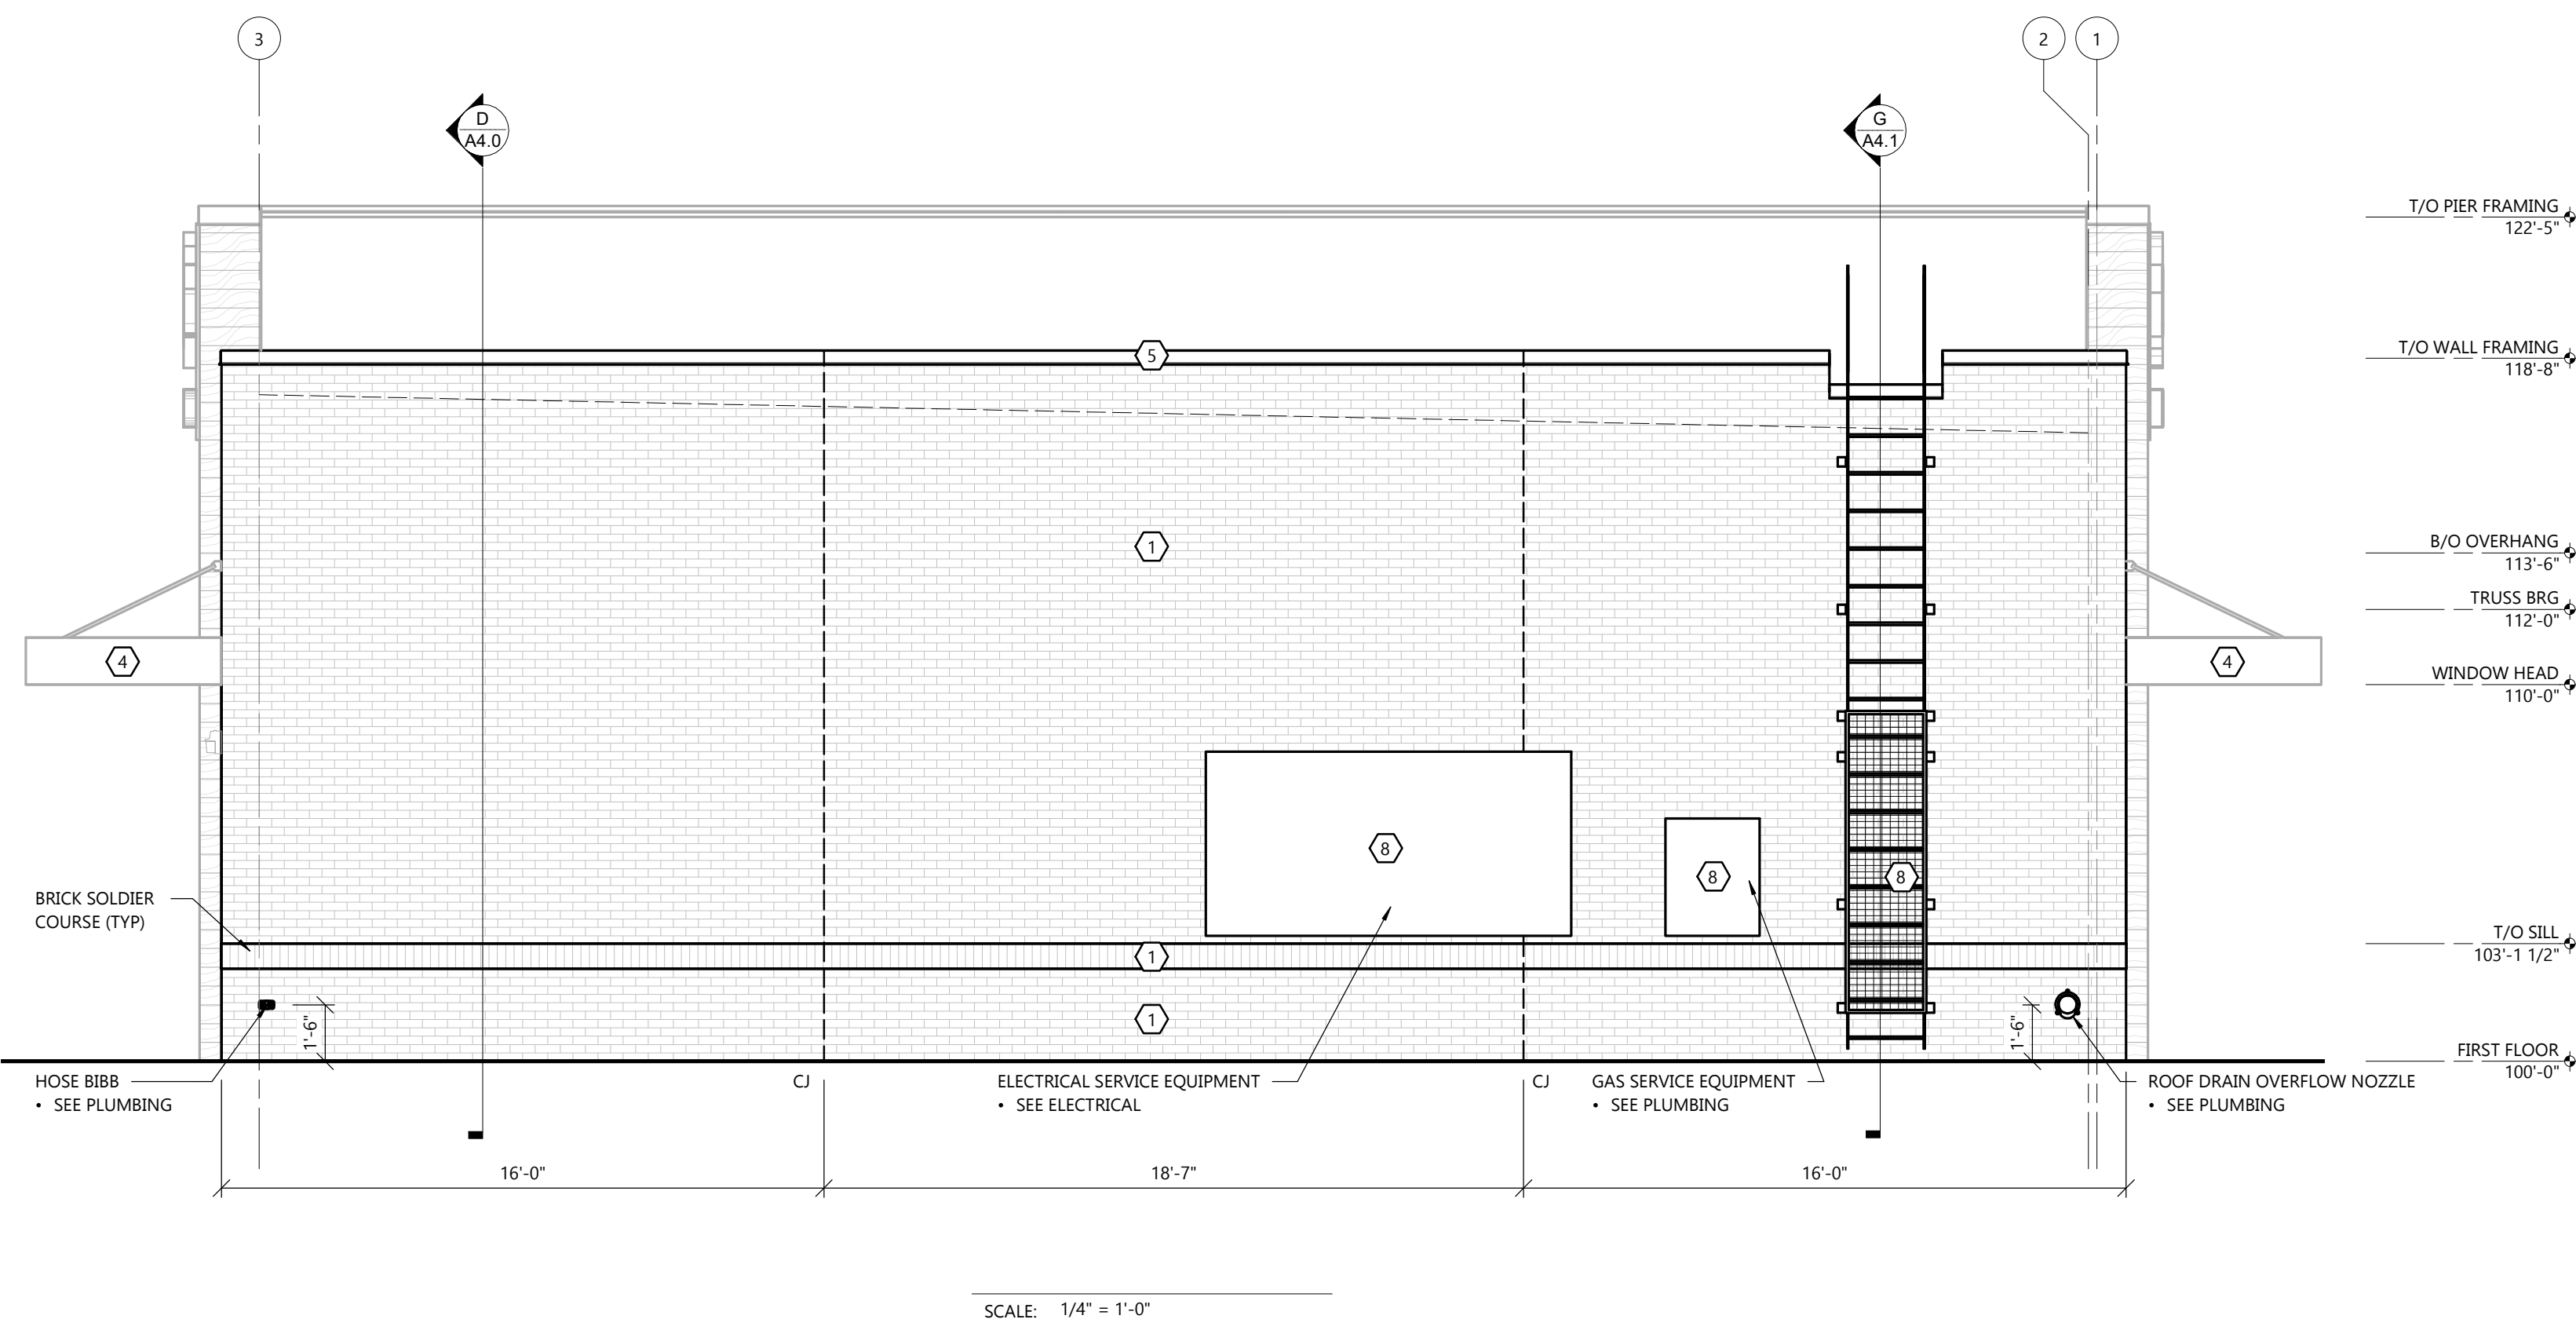 3
2
1
D
A4.0
G
A4.1
T/O PIER FRAMING
122'-5"
T/O WALL FRAMING
118'-8"
5
B/O OVERHANG
113'-6"
1
TRUSS BRG
112'-0"
4
4
WINDOW HEAD
110'-0"
8
8
8
BRICK SOLDIER
COURSE (TYP)
T/O SILL
103'-1 1/2"
1
1
1'-6"
1'-6"
FIRST FLOOR
100'-0"
HOSE BIBB
• SEE PLUMBING
CJ
ELECTRICAL SERVICE EQUIPMENT
• SEE ELECTRICAL
CJ
GAS SERVICE EQUIPMENT
• SEE PLUMBING
ROOF DRAIN OVERFLOW NOZZLE
• SEE PLUMBING
16'-0"
18'-7"
16'-0"
SCALE: 1/4" = 1'-0"